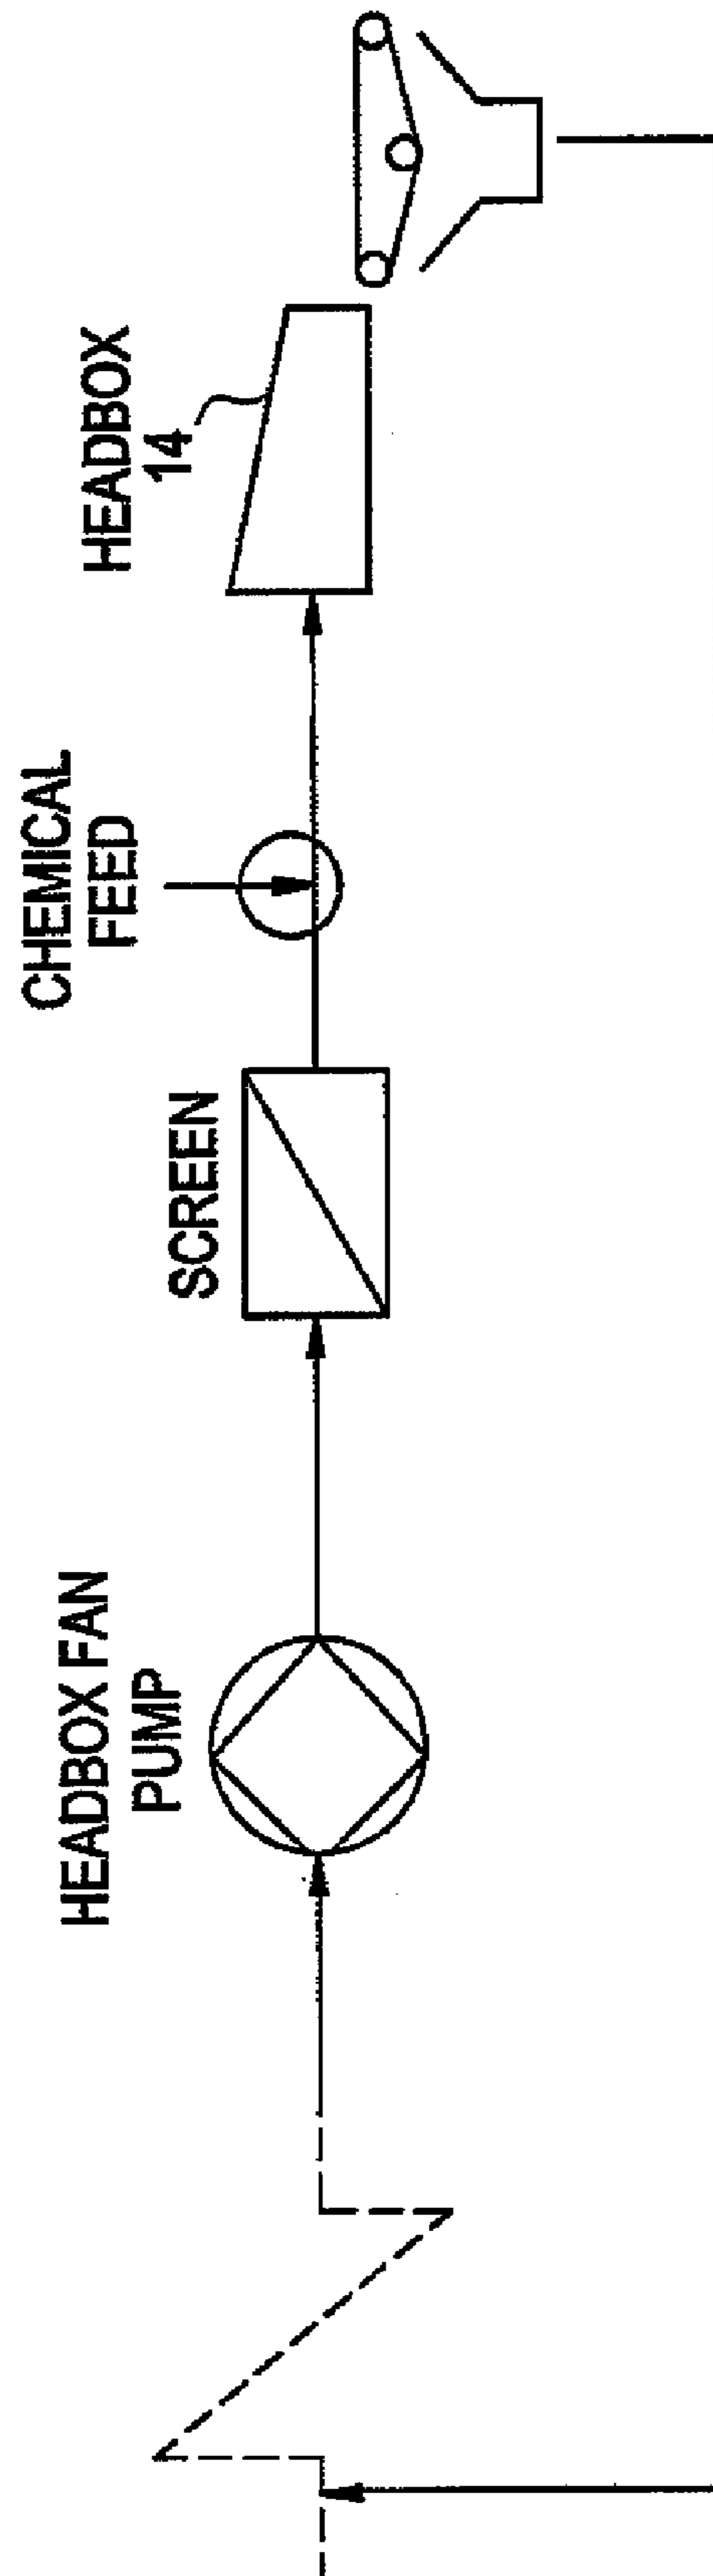 HEADBOX FAN
PUMP
SCREEN
CHEMICAL
FEED
HEADBOX
14